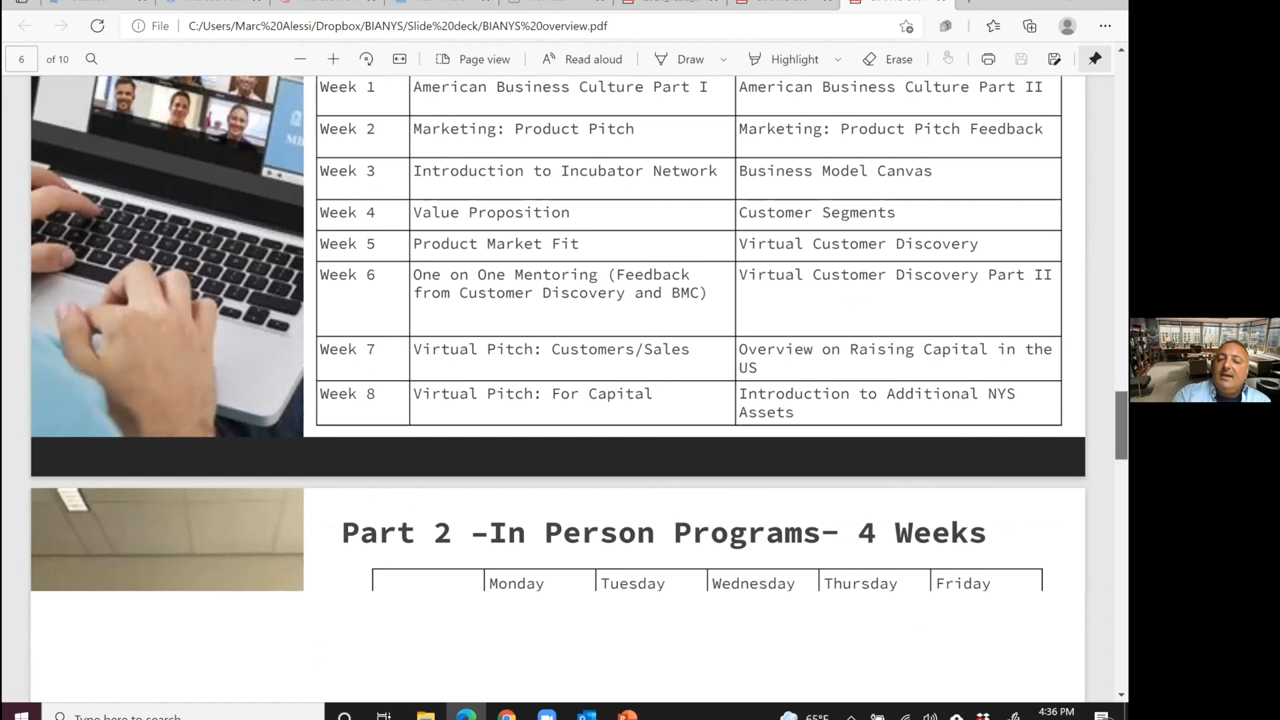 File
C:/Users/Marc%20Alessi/Dropbox/BIANYS/Slide%20deck/BIANYS%20overview.pdf
6 of 10
Page view
Read aloud
Draw
Highlight
Erase
Week 1 American Business Culture Part I American Business Culture Part II
Week 2 Marketing: Product Pitch Marketing: Product Pitch Feedback
Week 3 Introduction to Incubator Network Business Model Canvas
Week 4 Value Proposition Customer Segments
Week 5 Product Market Fit Virtual Customer Discovery
Week 6 One on One Mentoring (Feedback Virtual Customer Discovery Part II
from Customer Discovery and BMC)
Week 7 Virtual Pitch: Customers/Sales Overview on Raising Capital in the
US
Week 8 Virtual Pitch: For Capital Introduction to Additional NYS
Assets
Part 2 –In Person Programs– 4 Weeks
Monday Tuesday Wednesday Thursday Friday
Type here to search
65°F
4:36 PM